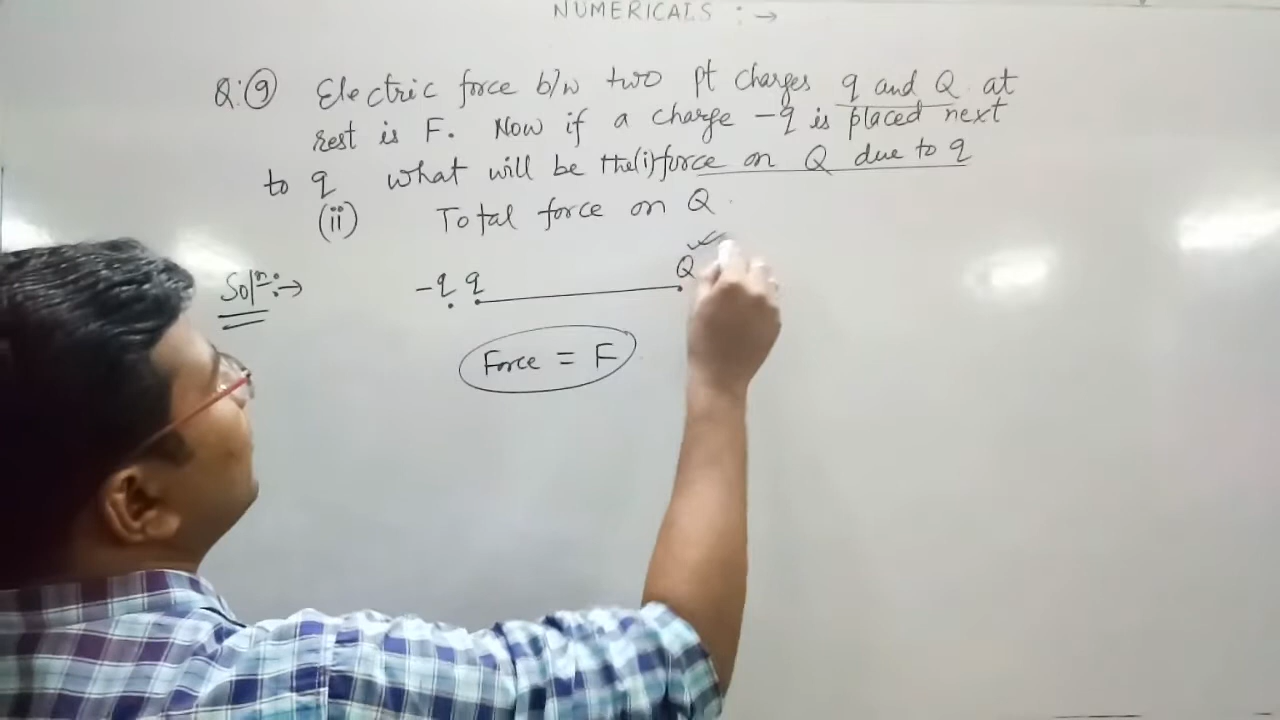 NUMERICALS :→
Q:⑨ Electric force b/w two pt charges q and Q at
rest is F. Now if a charge -q is placed next
to q what will be the(i)force on Q due to q
(ii) Total force on Q.
Solⁿ:→
-q q Q
Force = F